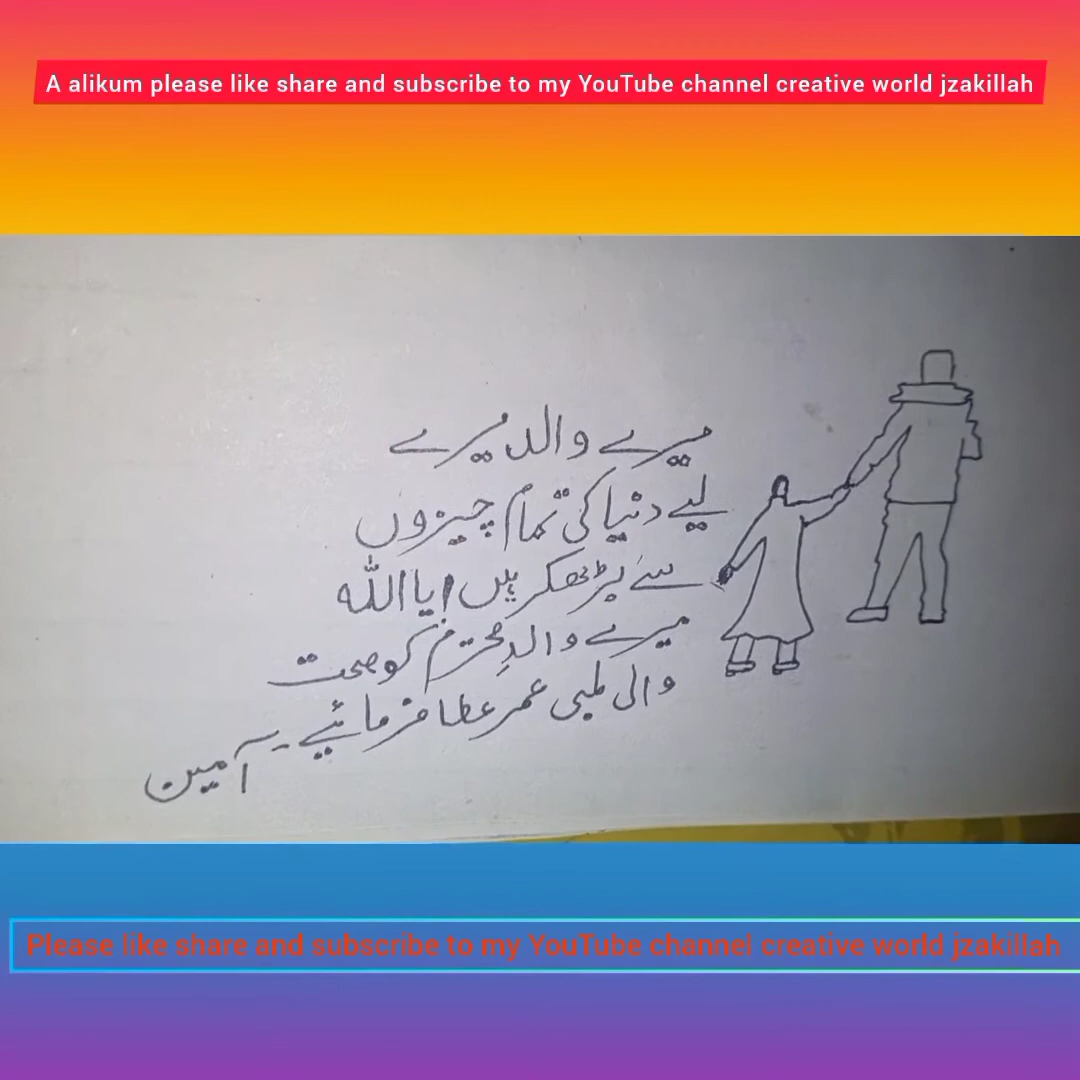 A alikum please like share and subscribe to my YouTube channel creative world jzakillah
میرے والد میرے
لیے دنیا کی تمام چیزوں
سے بڑھکر ہیں ایا اللہ
میرے والدِ محترم کو صحت
والی لمبی عمر عطا فرمائیے ۔ آمین
Please like share and subscribe to my YouTube channel creative world jzakillah